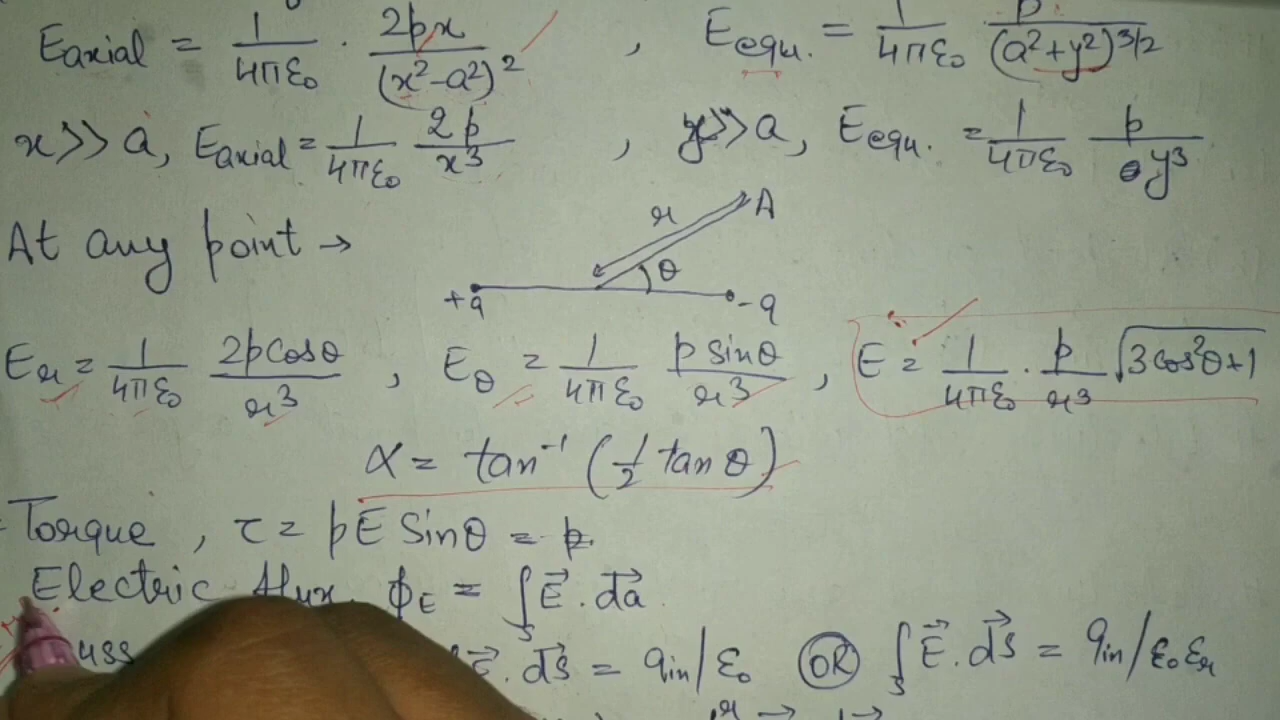 Eaxial = 1/4πε₀ · 2px/(x²-a²)² , Eequ. = 1/4πε₀ p/(a²+y²)^3/2
x>>a, Eaxial = 1/4πε₀ 2p/x³ , y>>a, Eequ. = 1/4πε₀ p/y³
At any point → r A
θ
+q -q
Er = 1/4πε₀ 2pcosθ/r³ , Eθ = 1/4πε₀ p sinθ/r³ , E = 1/4πε₀ · p/r³ √3cos²θ+1
α = tan⁻¹ (1/2 tan θ)
Torque , τ = pE Sinθ = p
Electric flux, ϕE = ∫s E⃗ . da⃗
E⃗ . ds⃗ = qin/ε₀ OR ∫s E⃗ . ds⃗ = qin/ε₀εr